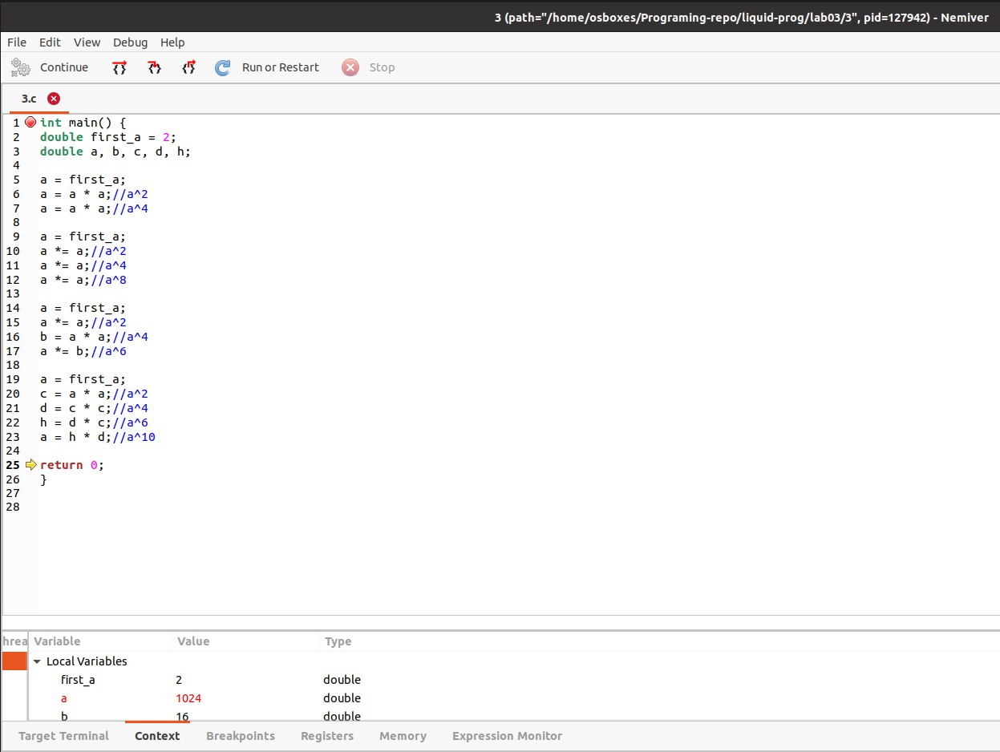 3 (path="/home/osboxes/Programing-repo/liquid-prog/lab03/3", pid=127942) - Nemiver
File Edit View Debug Help
Continue Run or Restart Stop
3.c
1 int main() {
2 double first_a = 2;
3 double a, b, c, d, h;
4
5 a = first_a;
6 a = a * a;//a^2
7 a = a * a;//a^4
8
9 a = first_a;
10 a *= a;//a^2
11 a *= a;//a^4
12 a *= a;//a^8
13
14 a = first_a;
15 a *= a;//a^2
16 b = a * a;//a^4
17 a *= b;//a^6
18
19 a = first_a;
20 c = a * a;//a^2
21 d = c * c;//a^4
22 h = d * c;//a^6
23 a = h * d;//a^10
24
25 return 0;
26 }
27
28
hrea Variable Value Type
Local Variables
first_a 2 double
a 1024 double
b 16 double
Target Terminal Context Breakpoints Registers Memory Expression Monitor